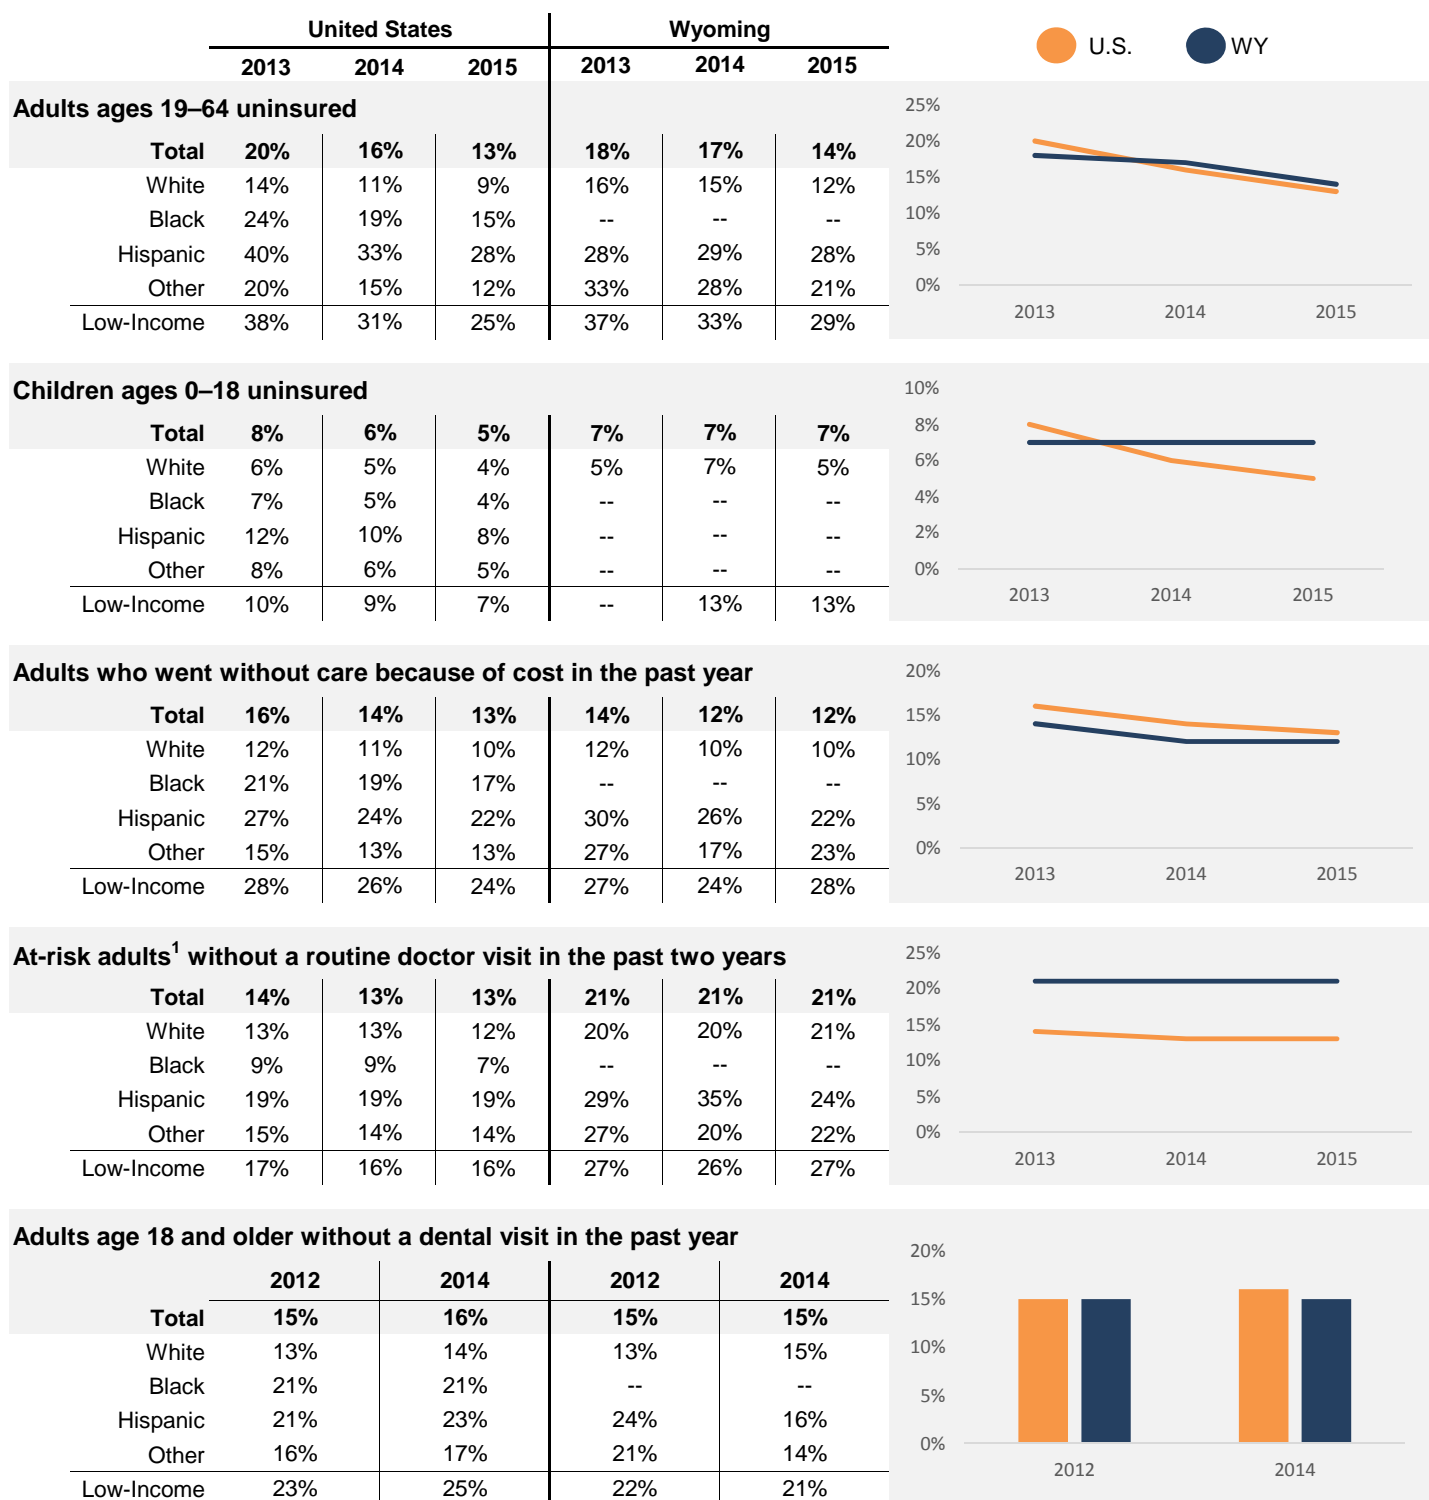 United States Wyoming
2013 2014 2015 2013 2014 2015
U.S. WY
Adults ages 19–64 uninsured
Total 20% 16% 13% 18% 17% 14%
White 14% 11% 9% 16% 15% 12%
Black 24% 19% 15% -- -- --
Hispanic 40% 33% 28% 28% 29% 28%
Other 20% 15% 12% 33% 28% 21%
Low-Income 38% 31% 25% 37% 33% 29%
25%
20%
15%
10%
5%
0%
2013 2014 2015
Children ages 0–18 uninsured
Total 8% 6% 5% 7% 7% 7%
White 6% 5% 4% 5% 7% 5%
Black 7% 5% 4% -- -- --
Hispanic 12% 10% 8% -- -- --
Other 8% 6% 5% -- -- --
Low-Income 10% 9% 7% -- 13% 13%
10%
8%
6%
4%
2%
0%
2013 2014 2015
Adults who went without care because of cost in the past year
Total 16% 14% 13% 14% 12% 12%
White 12% 11% 10% 12% 10% 10%
Black 21% 19% 17% -- -- --
Hispanic 27% 24% 22% 30% 26% 22%
Other 15% 13% 13% 27% 17% 23%
Low-Income 28% 26% 24% 27% 24% 28%
20%
15%
10%
5%
0%
2013 2014 2015
At-risk adults1 without a routine doctor visit in the past two years
Total 14% 13% 13% 21% 21% 21%
White 13% 13% 12% 20% 20% 21%
Black 9% 9% 7% -- -- --
Hispanic 19% 19% 19% 29% 35% 24%
Other 15% 14% 14% 27% 20% 22%
Low-Income 17% 16% 16% 27% 26% 27%
25%
20%
15%
10%
5%
0%
2013 2014 2015
Adults age 18 and older without a dental visit in the past year
2012 2014 2012 2014
Total 15% 16% 15% 15%
White 13% 14% 13% 15%
Black 21% 21% -- --
Hispanic 21% 23% 24% 16%
Other 16% 17% 21% 14%
Low-Income 23% 25% 22% 21%
20%
15%
10%
5%
0%
2012 2014